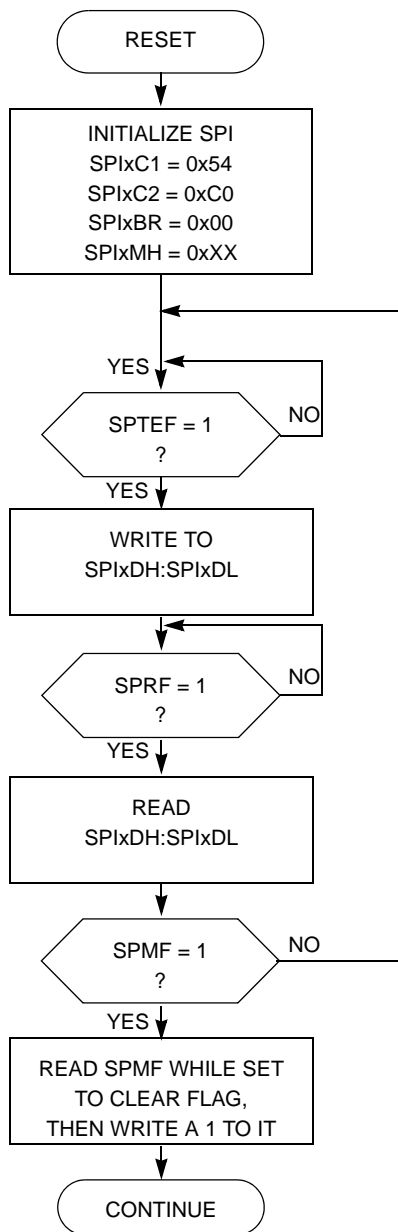 RESET
INITIALIZE SPI
SPIxC1 = 0x54
SPIxC2 = 0xC0
SPIxBR = 0x00
SPIxMH = 0xXX
YES
SPTEF = 1
?
NO
YES
WRITE TO
SPIxDH:SPIxDL
SPRF = 1
?
NO
YES
READ
SPIxDH:SPIxDL
SPMF = 1
?
NO
YES
READ SPMF WHILE SET
TO CLEAR FLAG,
THEN WRITE A 1 TO IT
CONTINUE